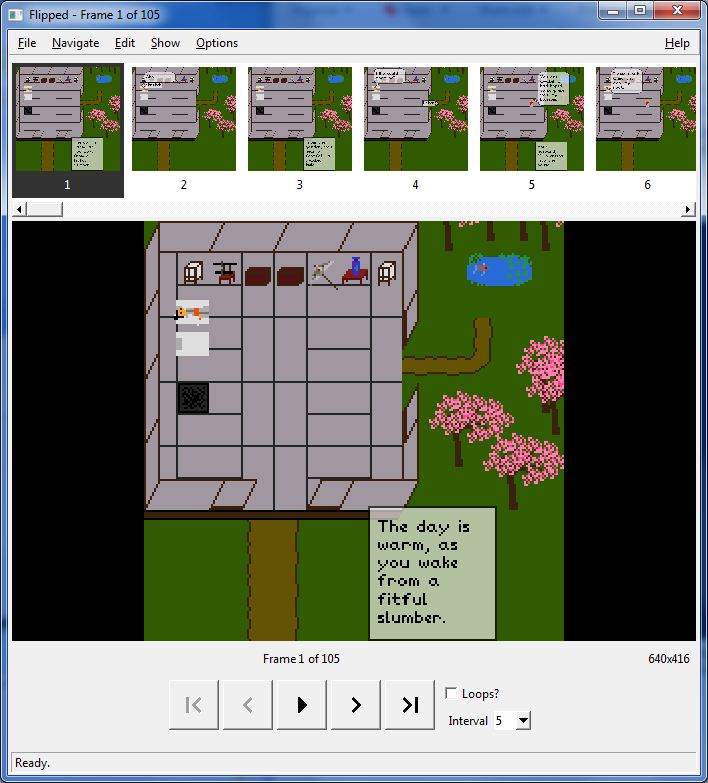 Flipped - Frame 1 of 105
File Navigate Edit Show Options Help
1 2 3 4 5 6
The day is
warm, as
you wake
from a
fitful
slumber.
Frame 1 of 105
640x416
Loops?
Interval 5
Ready.